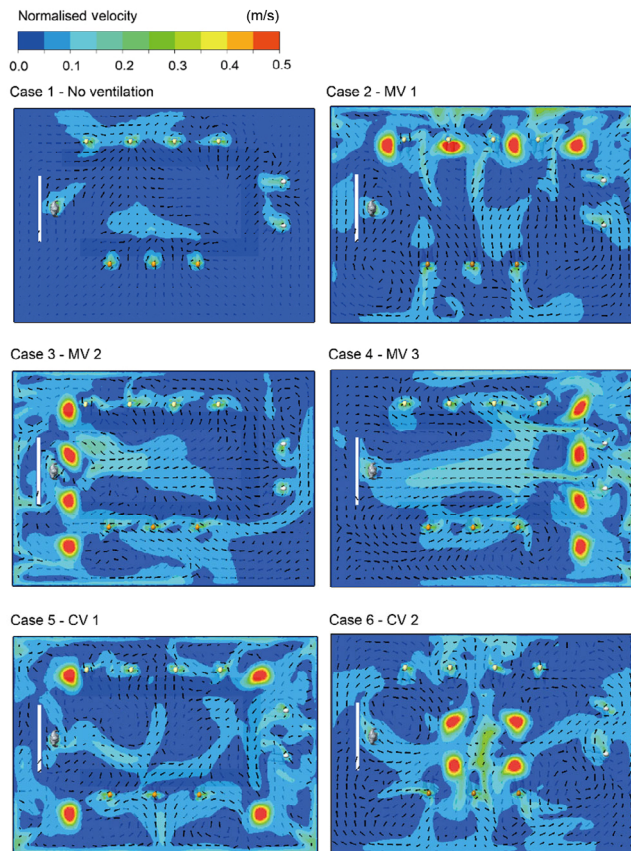 Normalised velocity (m/s)
0.0 0.1 0.2 0.3 0.4 0.5
Case 1 - No ventilation
Case 2 - MV 1
Case 3 - MV 2
Case 4 - MV 3
Case 5 - CV 1
Case 6 - CV 2